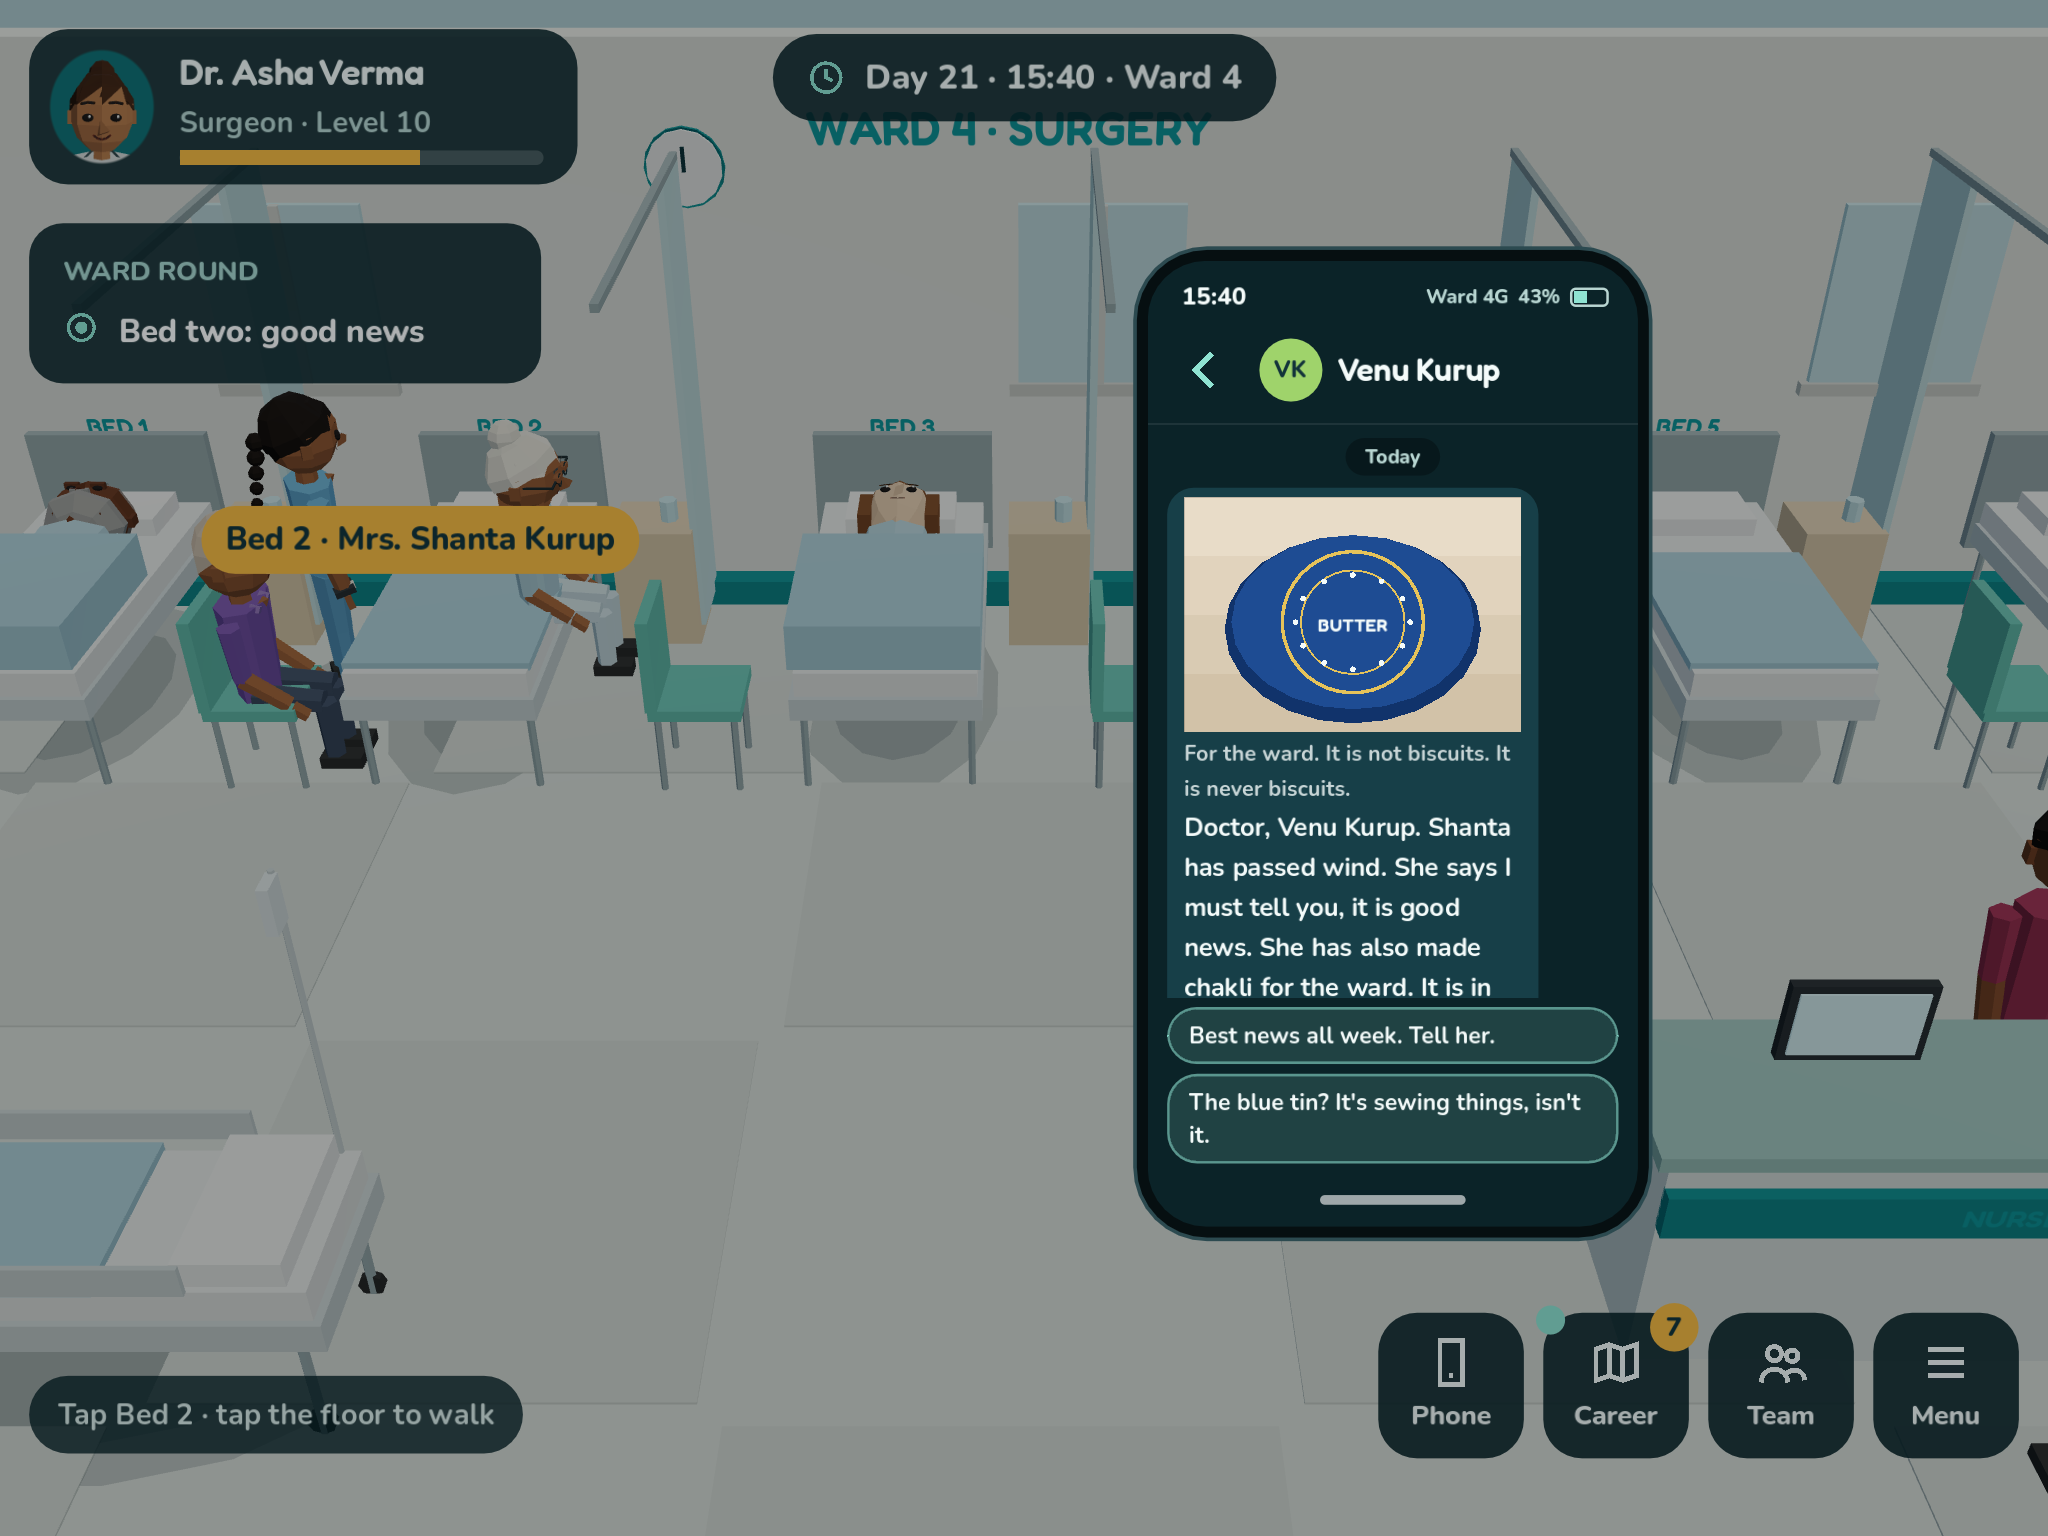 Dr. Asha Verma
Surgeon · Level 10
Day 21 · 15:40 · Ward 4
WARD 4 · SURGERY
WARD ROUND
Bed two: good news
BED 1
BED 2
BED 3
BED 5
Bed 2 · Mrs. Shanta Kurup
15:40
Ward 4G 43%
VK
Venu Kurup
Today
BUTTER
For the ward. It is not biscuits. It
is never biscuits.
Doctor, Venu Kurup. Shanta
has passed wind. She says I
must tell you, it is good
news. She has also made
chakli for the ward. It is in
Best news all week. Tell her.
The blue tin? It's sewing things, isn't
it.
Tap Bed 2 · tap the floor to walk
7
Phone
Career
Team
Menu